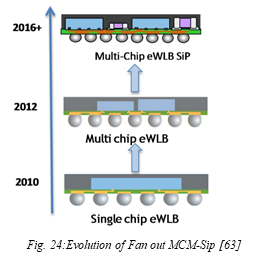 2016+
Multi-Chip eWLB SiP
2012
Multi chip eWLB
2010
Single chip eWLB
Fig. 24:Evolution of Fan out MCM-Sip [63]